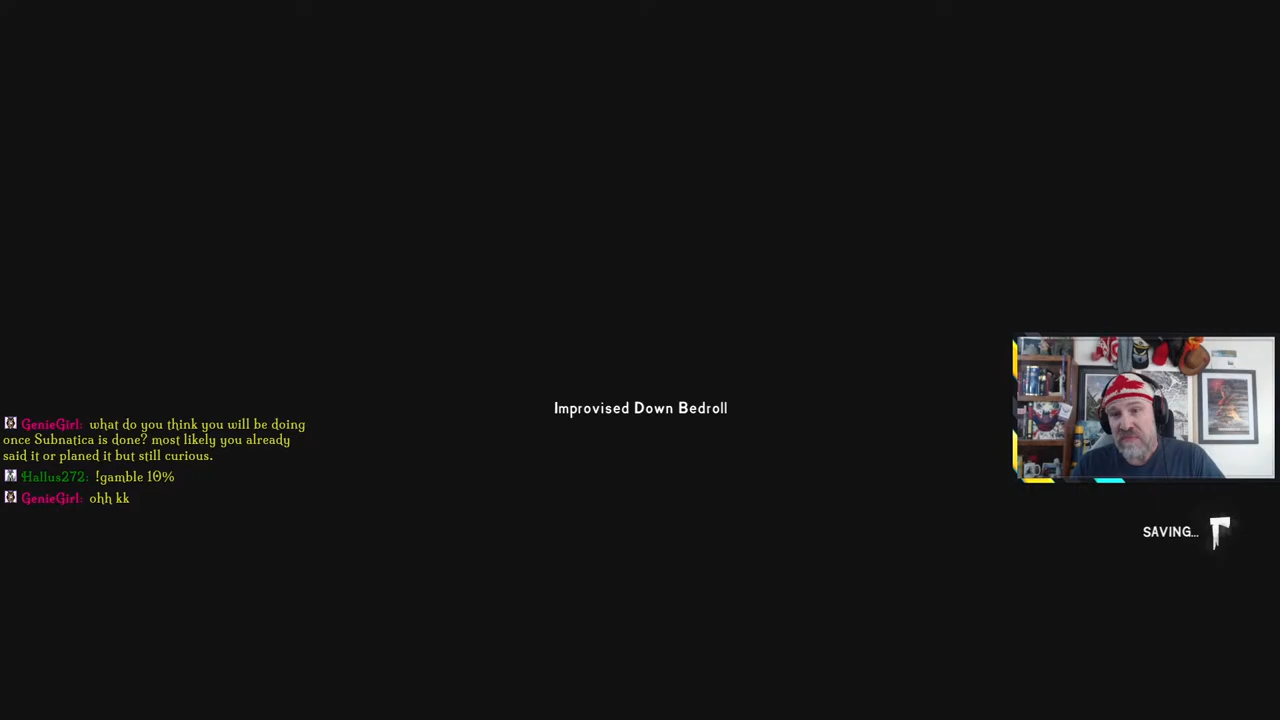 Improvised Down Bedroll
GenieGirl: what do you think you will be doing
once Subnatica is done? most likely you already
said it or planed it but still curious.
Hallus272: !gamble 10%
GenieGirl: ohh kk
SAVING...